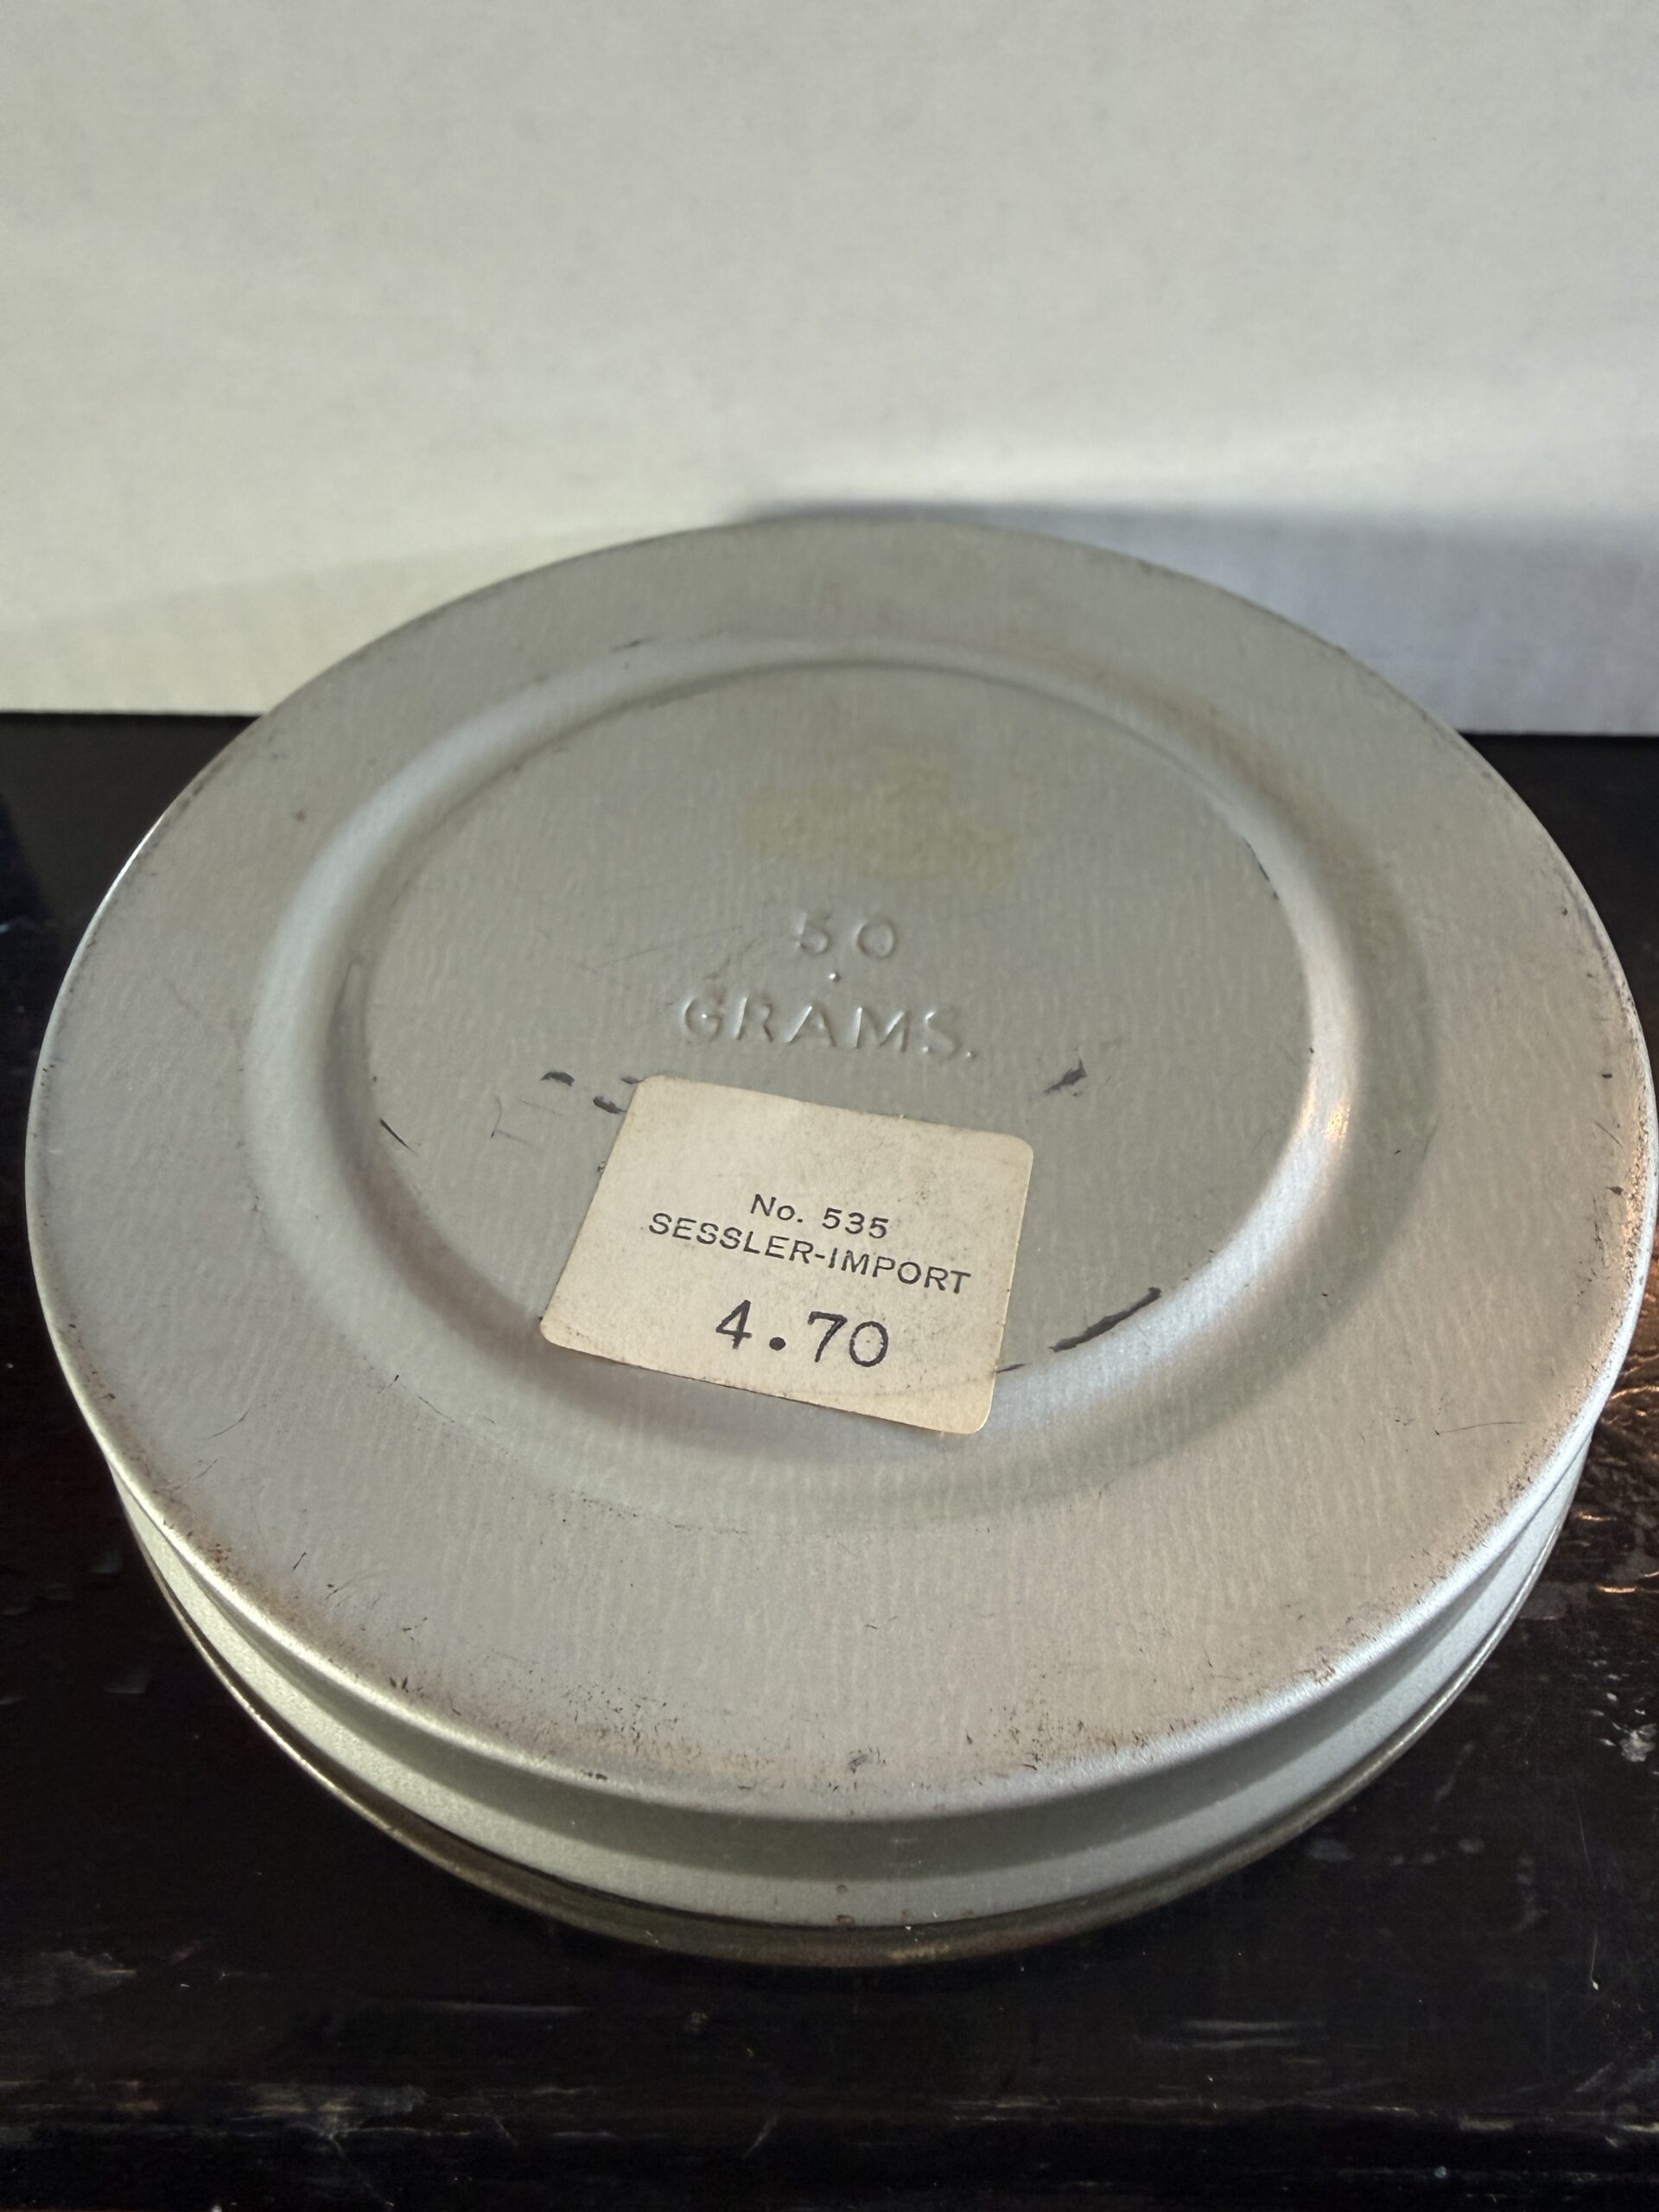 50
GRAMS.
No. 535
SESSLER-IMPORT
4.70